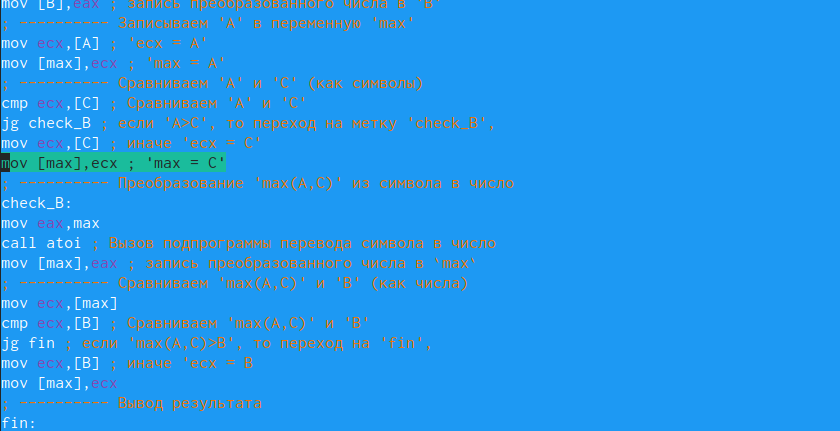 mov [B],eax ; запись преобразованного числа в 'B'
; ---------- Записываем 'A' в переменную 'max'
mov ecx,[A] ; 'ecx = A'
mov [max],ecx ; 'max = A'
; ---------- Сравниваем 'A' и 'C' (как символы)
cmp ecx,[C] ; Сравниваем 'A' и 'C'
jg check_B ; если 'A>C', то переход на метку 'check_B',
mov ecx,[C] ; иначе 'ecx = C'
mov [max],ecx ; 'max = C'
; ---------- Преобразование 'max(A,C)' из символа в число
check_B:
mov eax,max
call atoi ; Вызов подпрограммы перевода символа в число
mov [max],eax ; запись преобразованного числа в `max`
; ---------- Сравниваем 'max(A,C)' и 'B' (как числа)
mov ecx,[max]
cmp ecx,[B] ; Сравниваем 'max(A,C)' и 'B'
jg fin ; если 'max(A,C)>B', то переход на 'fin',
mov ecx,[B] ; иначе 'ecx = B
mov [max],ecx
; ---------- Вывод результата
fin: